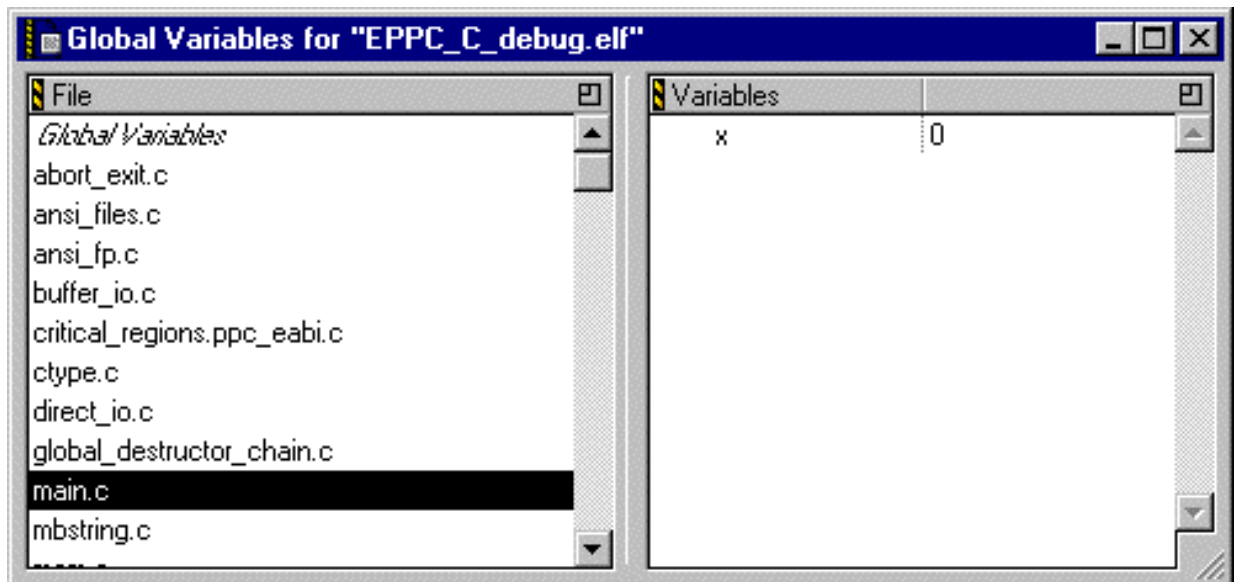 Global Variables for "EPPC_C_debug.elf"
File
Global Variables
abort_exit.c
ansi_files.c
ansi_fp.c
buffer_io.c
critical_regions.ppc_eabi.c
ctype.c
direct_io.c
global_destructor_chain.c
main.c
mbstring.c
Variables
x 0